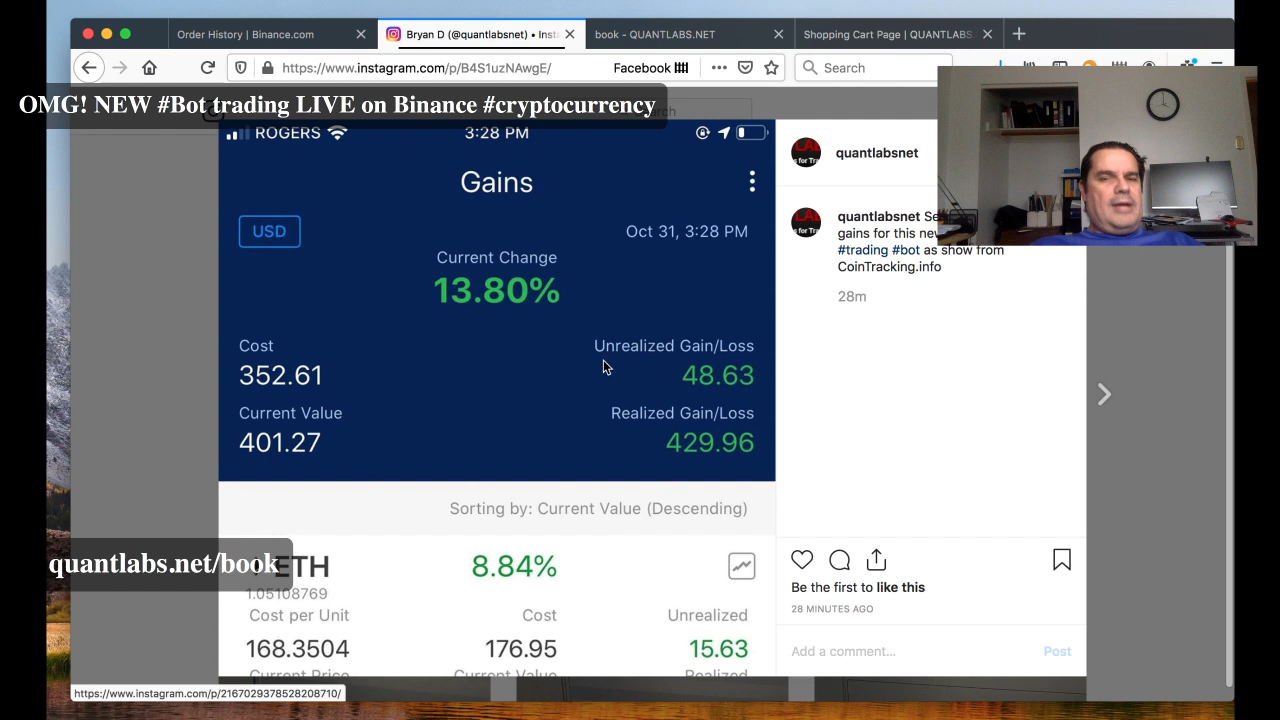 Order History | Binance.com
Bryan D (@quantlabsnet) • Inst
book - QUANTLABS.NET
Shopping Cart Page | QUANTLABS.
https://www.instagram.com/p/B4S1uzNAwgE/
Facebook
Search
OMG! NEW #Bot trading LIVE on Binance #cryptocurrency
ROGERS
3:28 PM
Gains
USD
Oct 31, 3:28 PM
Current Change
13.80%
Cost
Unrealized Gain/Loss
352.61
48.63
Current Value
Realized Gain/Loss
401.27
429.96
Sorting by: Current Value (Descending)
quantlabs.net/book
ETH
8.84%
1.05108769
Cost per Unit
Cost
Unrealized
168.3504
176.95
15.63
Current Price
Current Value
Realized
quantlabsnet
quantlabsnet
gains for this new
#trading #bot as show from
CoinTracking.info
28m
Be the first to like this
28 MINUTES AGO
Add a comment...
Post
https://www.instagram.com/p/2167029378528208710/